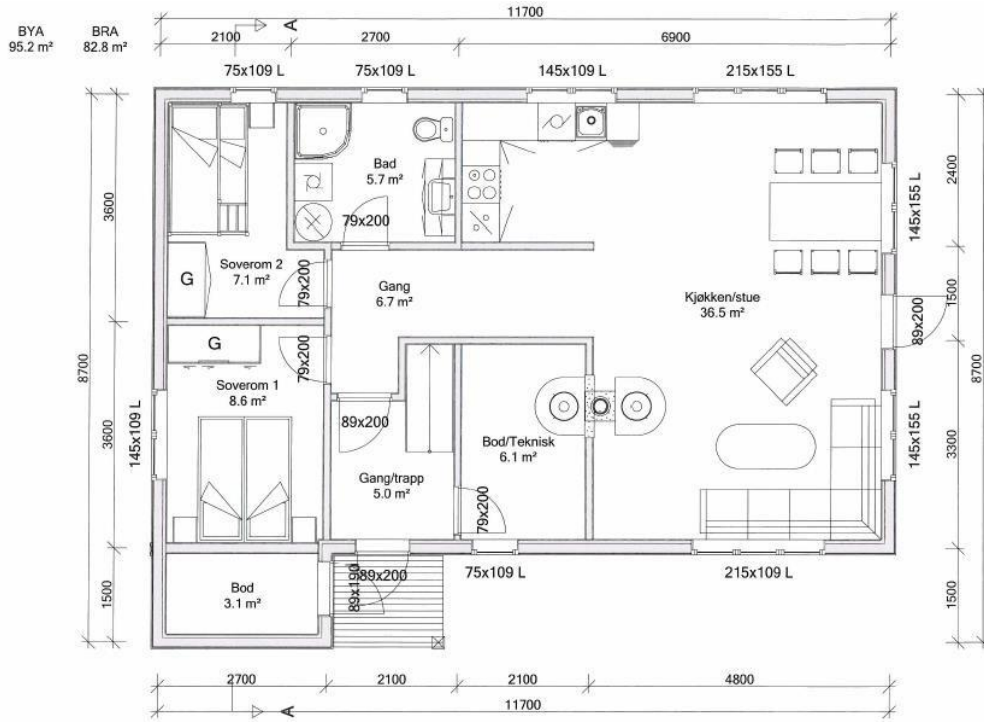 11700
A
BYA
BRA
95.2 m²
82.8 m²
2100
2700
6900
75x109 L
75x109 L
145x109 L
215x155 L
3600
Bad
5.7 m²
2400
145x155 L
79x200
Soverom 2
7.1 m²
G
79x200
Gang
6.7 m²
Kjøkken/stue
36.5 m²
1500
89x200
8700
G
79x200
8700
Soverom 1
8.6 m²
145x109 L
3600
89x200
Bod/Teknisk
6.1 m²
3300
145x155 L
Gang/trapp
5.0 m²
79x200
75x109 L
215x109 L
Bod
3.1 m²
89x190
89x200
1500
1500
2700
2100
2100
4800
A
11700